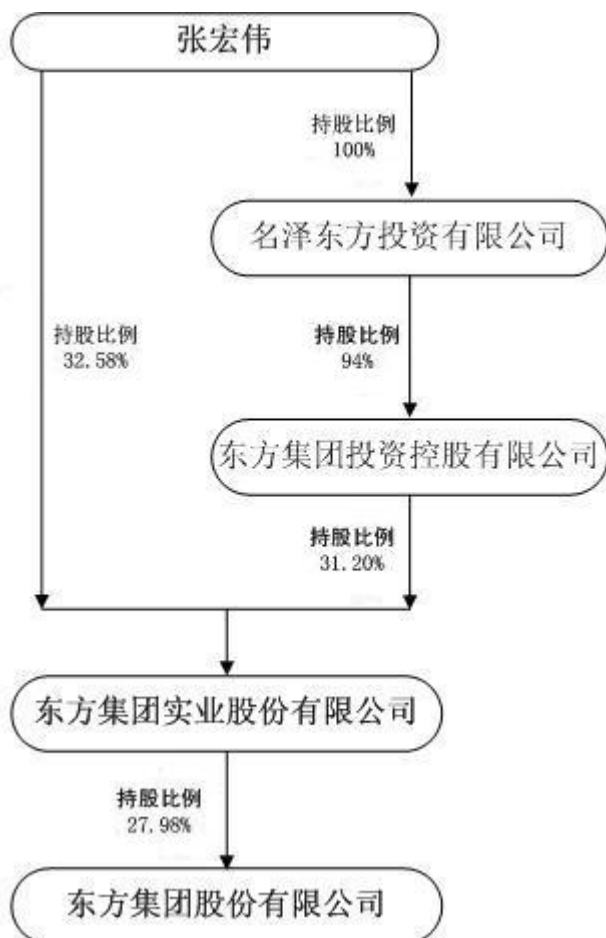 张宏伟
持股比例
100%
名泽东方投资有限公司
持股比例
32.58%
持股比例
94%
东方集团投资控股有限公司
持股比例
31.20%
东方集团实业股份有限公司
持股比例
27.98%
东方集团股份有限公司